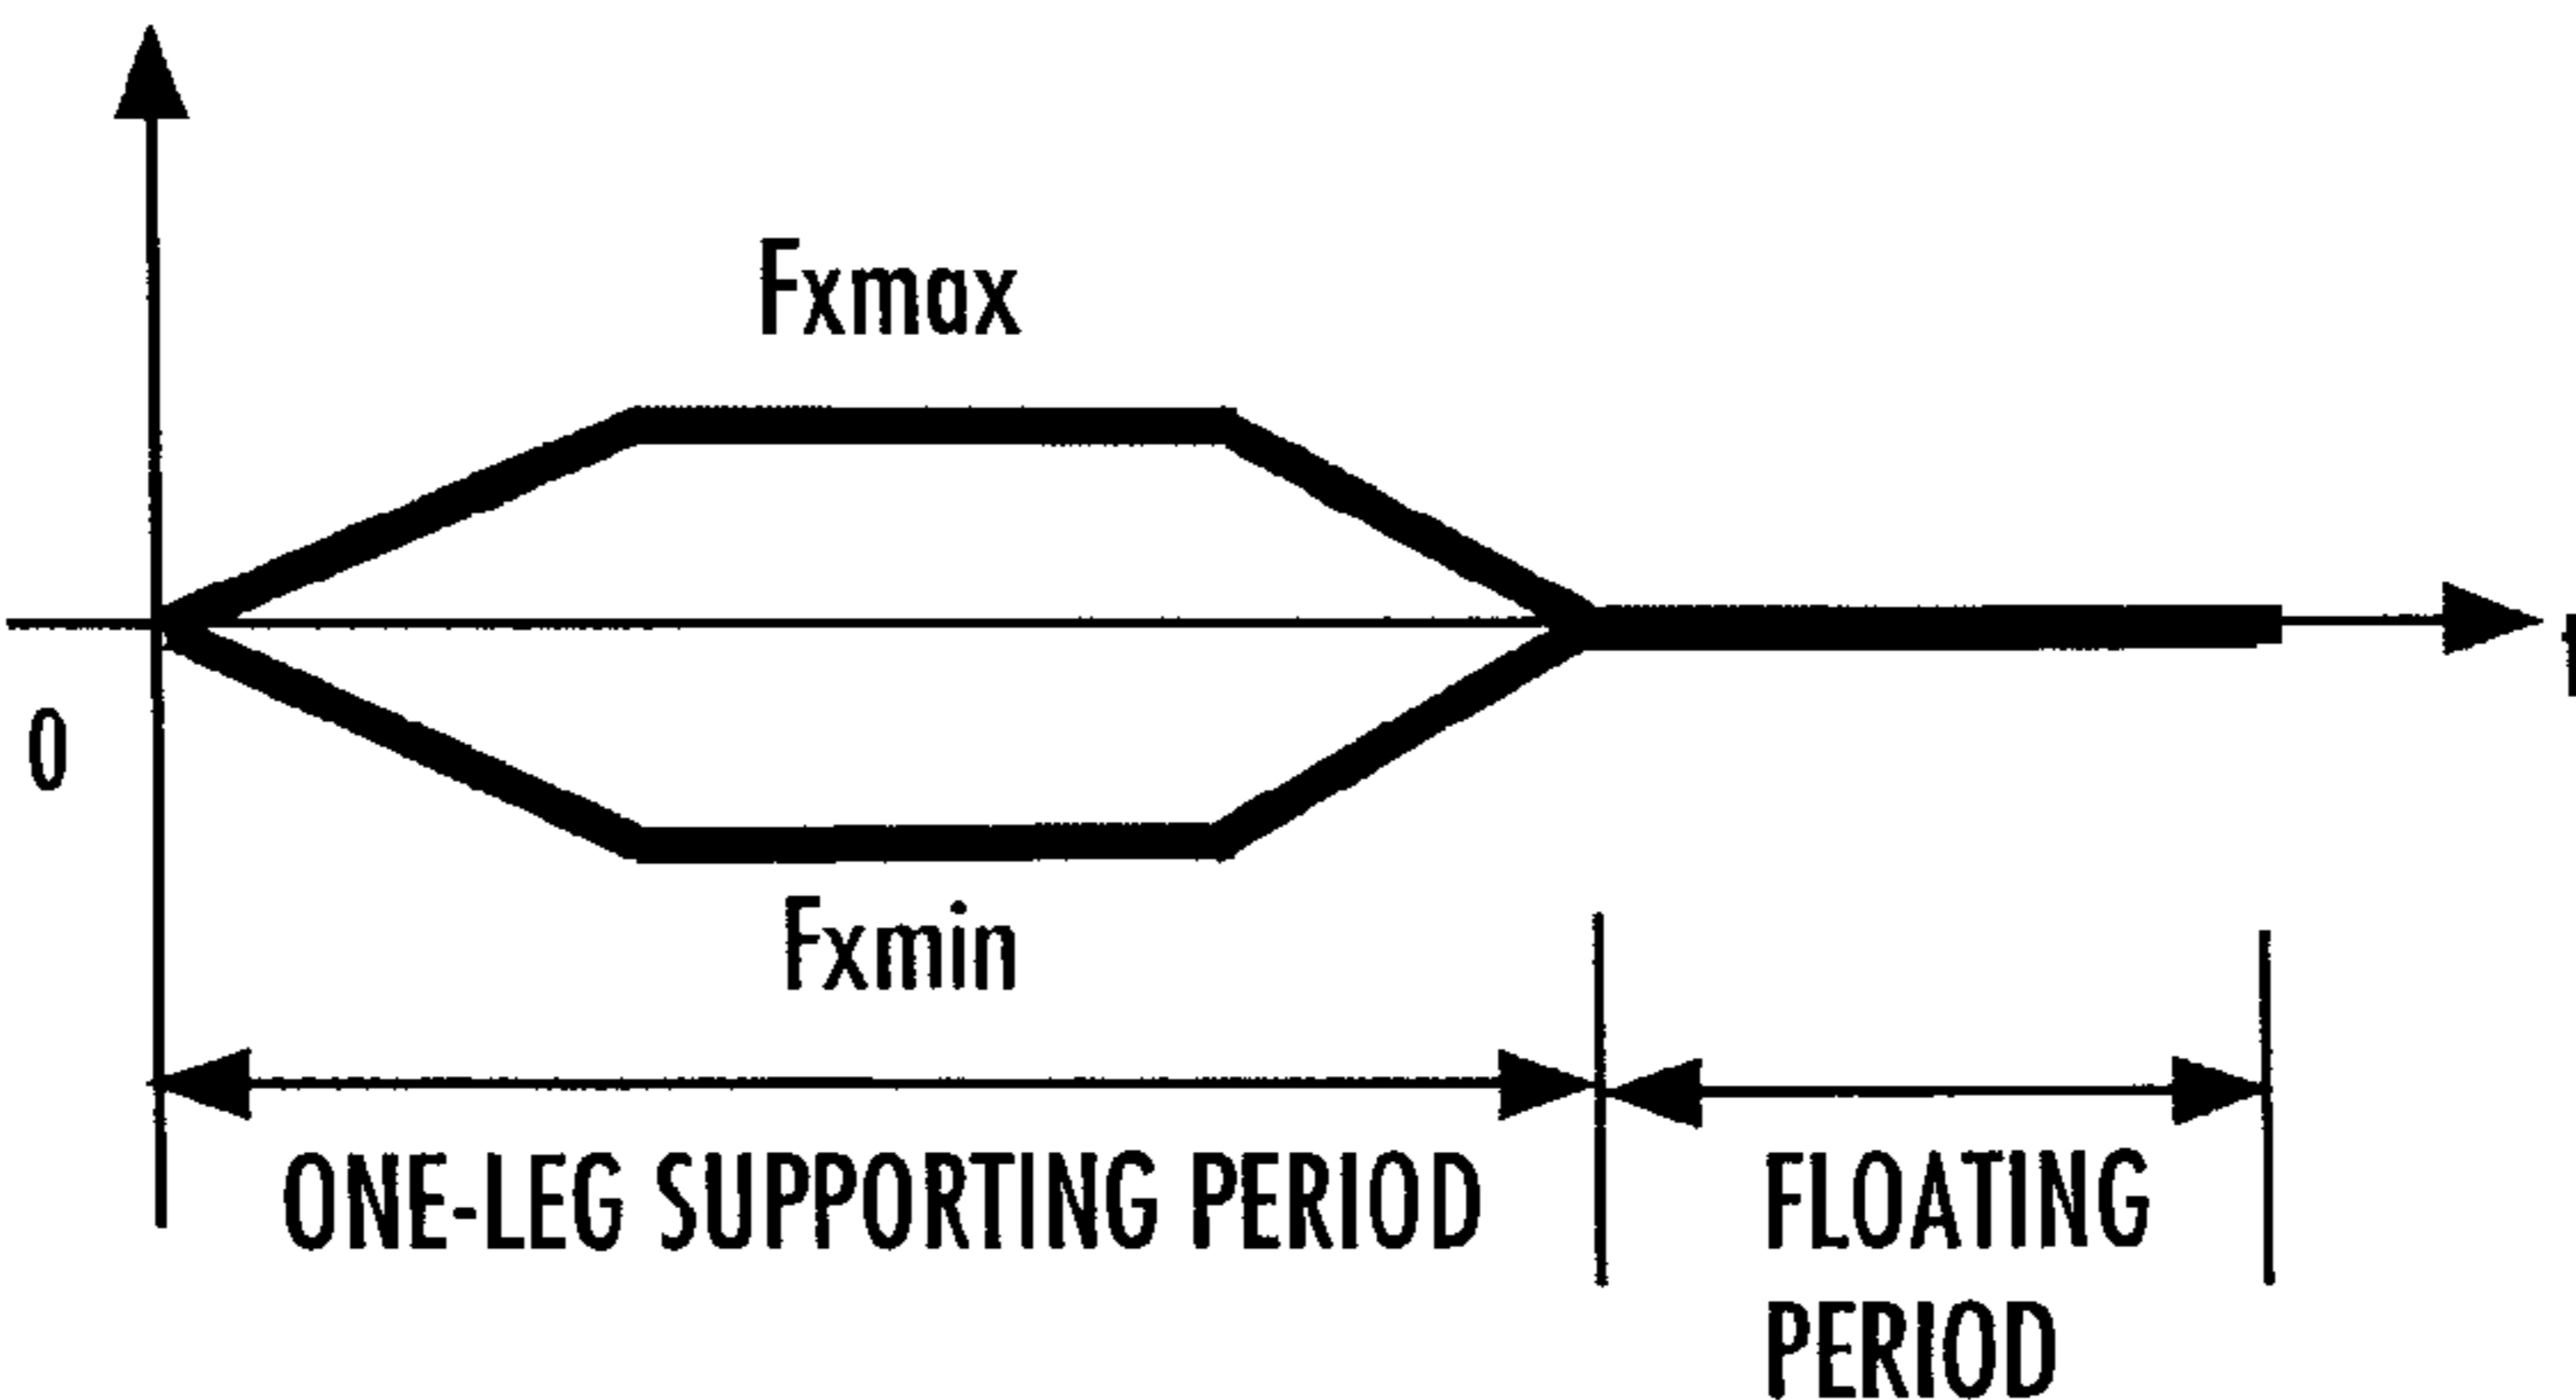 Fxmax
0
Fxmin
ONE-LEG SUPPORTING PERIOD
FLOATING
PERIOD